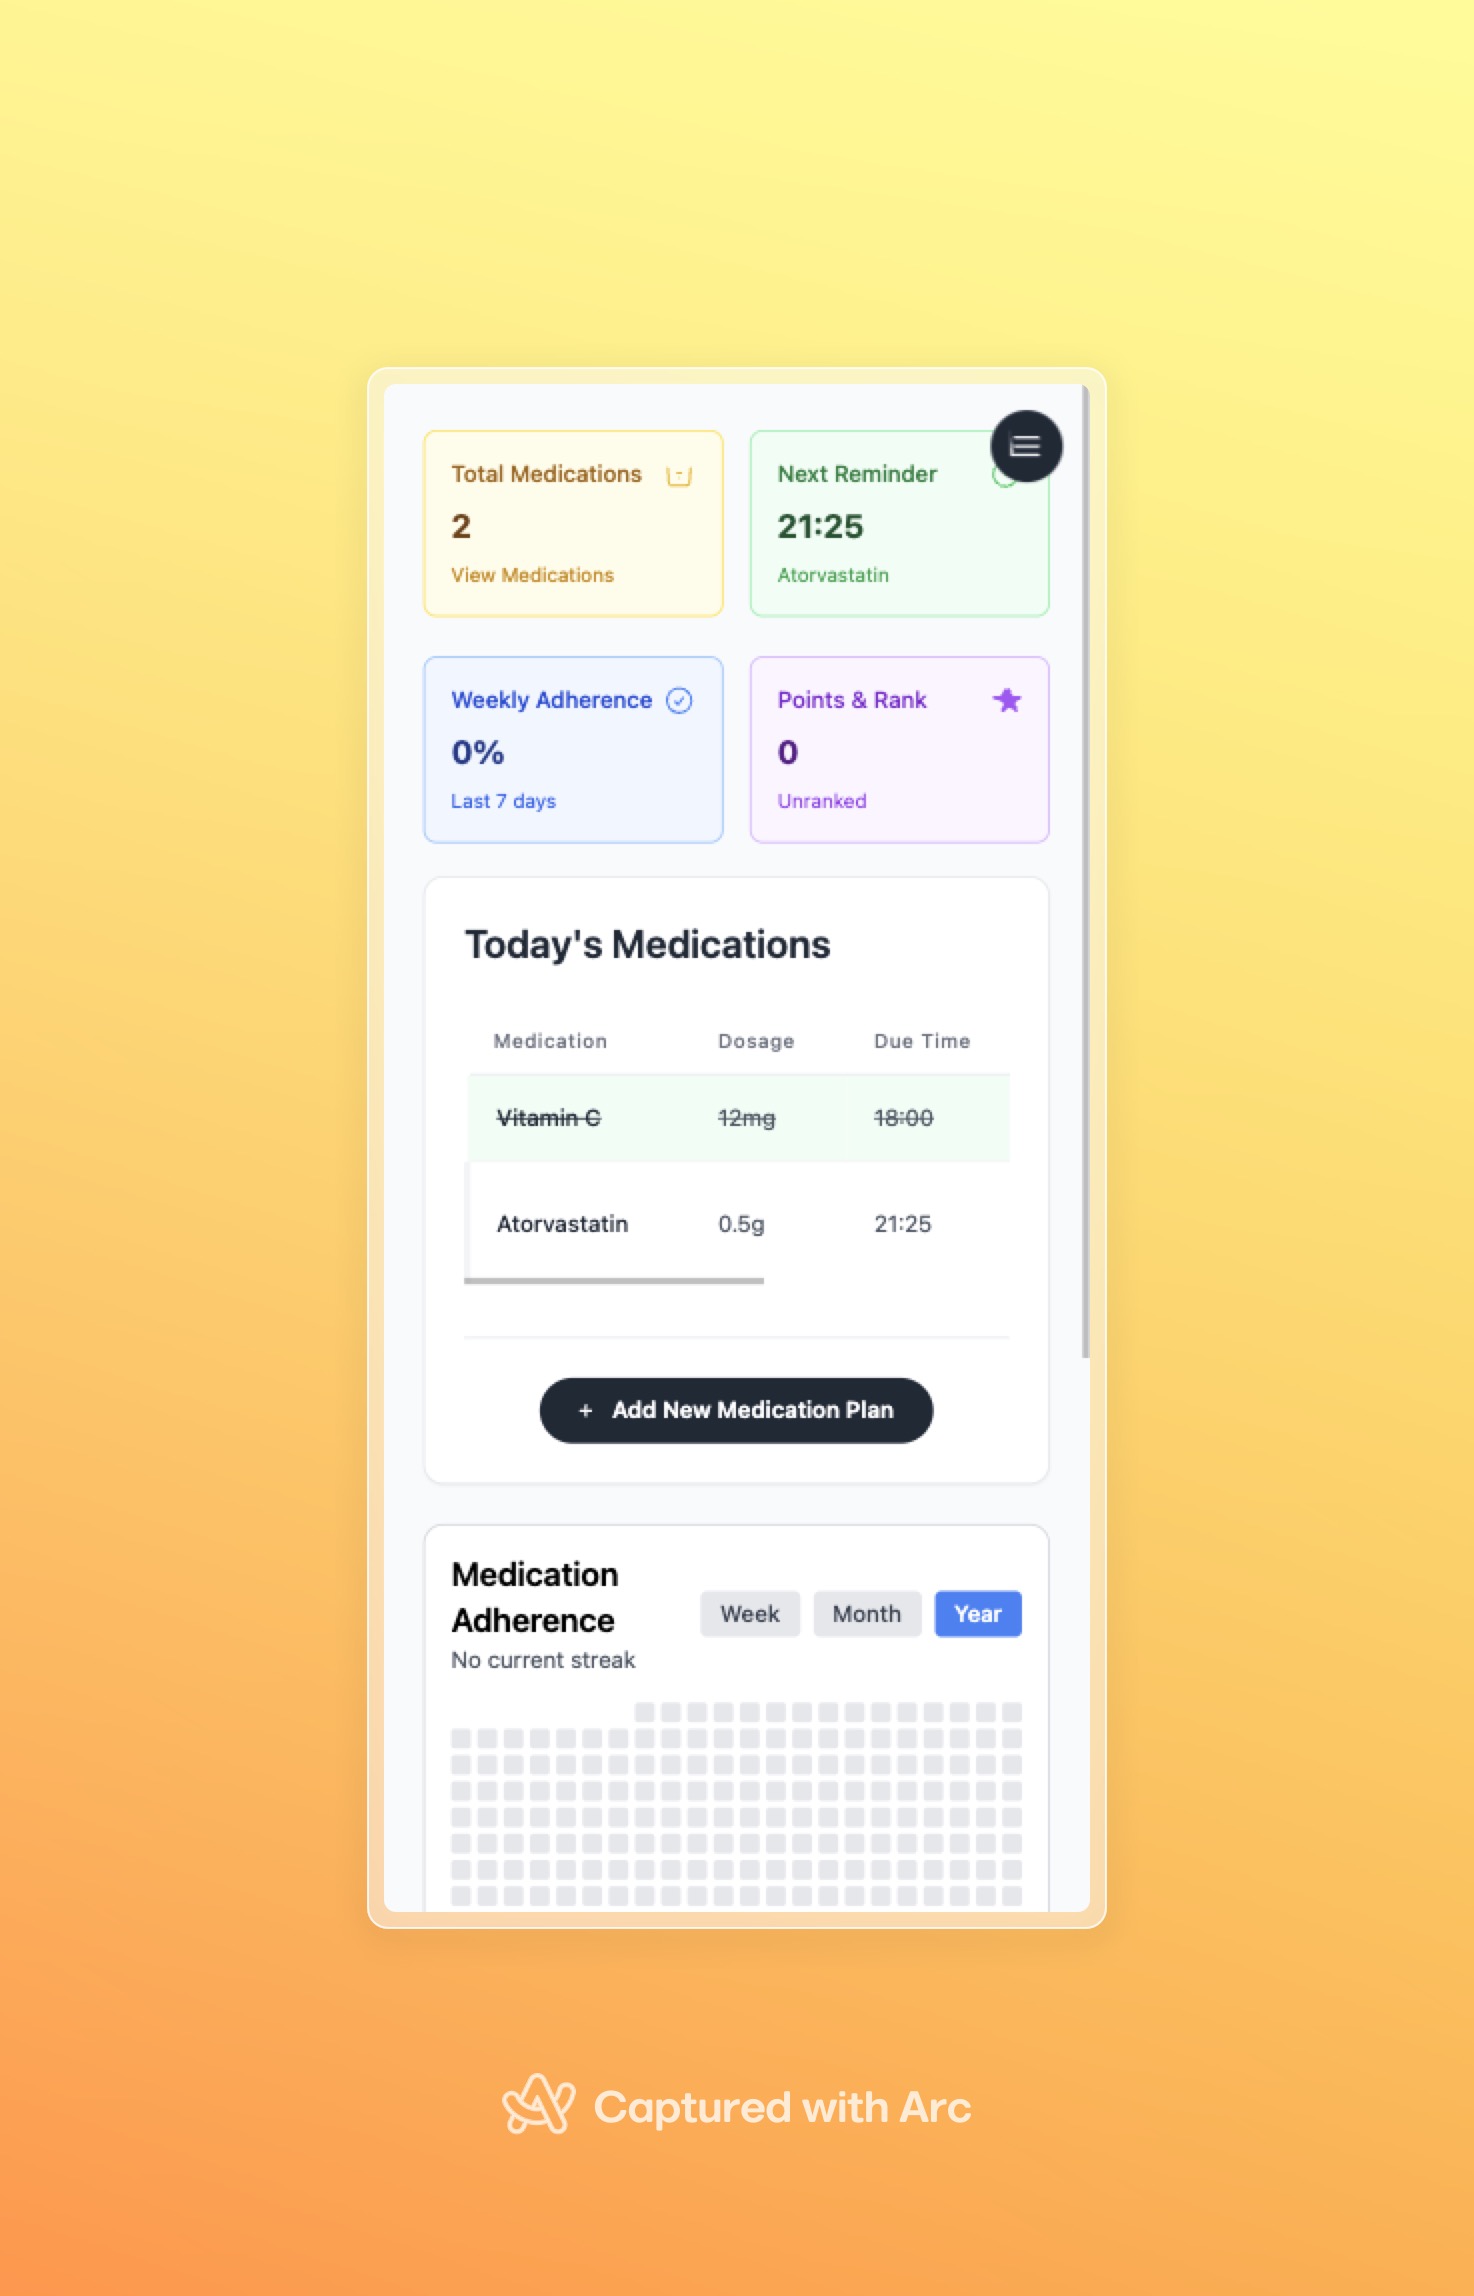 Total Medications
2
View Medications
Next Reminder
21:25
Atorvastatin
Weekly Adherence
0%
Last 7 days
Points & Rank
0
Unranked
Today's Medications
Medication Dosage Due Time
Vitamin C 12mg 18:00
Atorvastatin 0.5g 21:25
+ Add New Medication Plan
Medication
Adherence
No current streak
Week Month Year
Captured with Arc